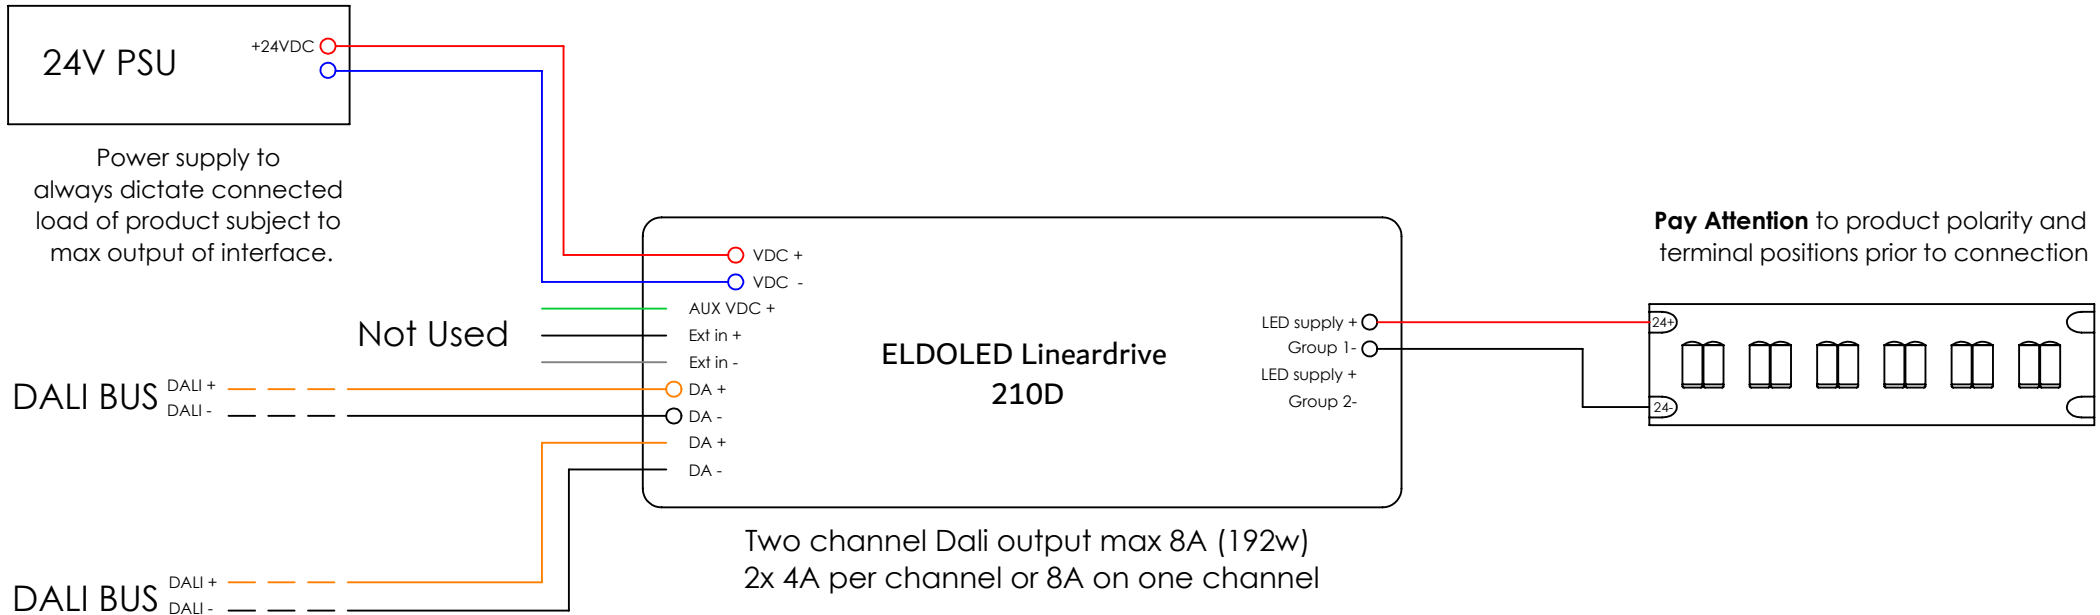 24V PSU
+24VDC
Power supply to
always dictate connected
load of product subject to
max output of interface.
Not Used
DALI BUS
DALI +
DALI -
DALI BUS
DALI +
DALI -
VDC +
VDC -
AUX VDC +
Ext in +
Ext in -
DA +
DA -
DA +
DA -
ELDOLED Lineardrive
210D
LED supply +
Group 1-
LED supply +
Group 2-
Two channel Dali output max 8A (192w)
2x 4A per channel or 8A on one channel
Pay Attention to product polarity and
terminal positions prior to connection
24+
24-